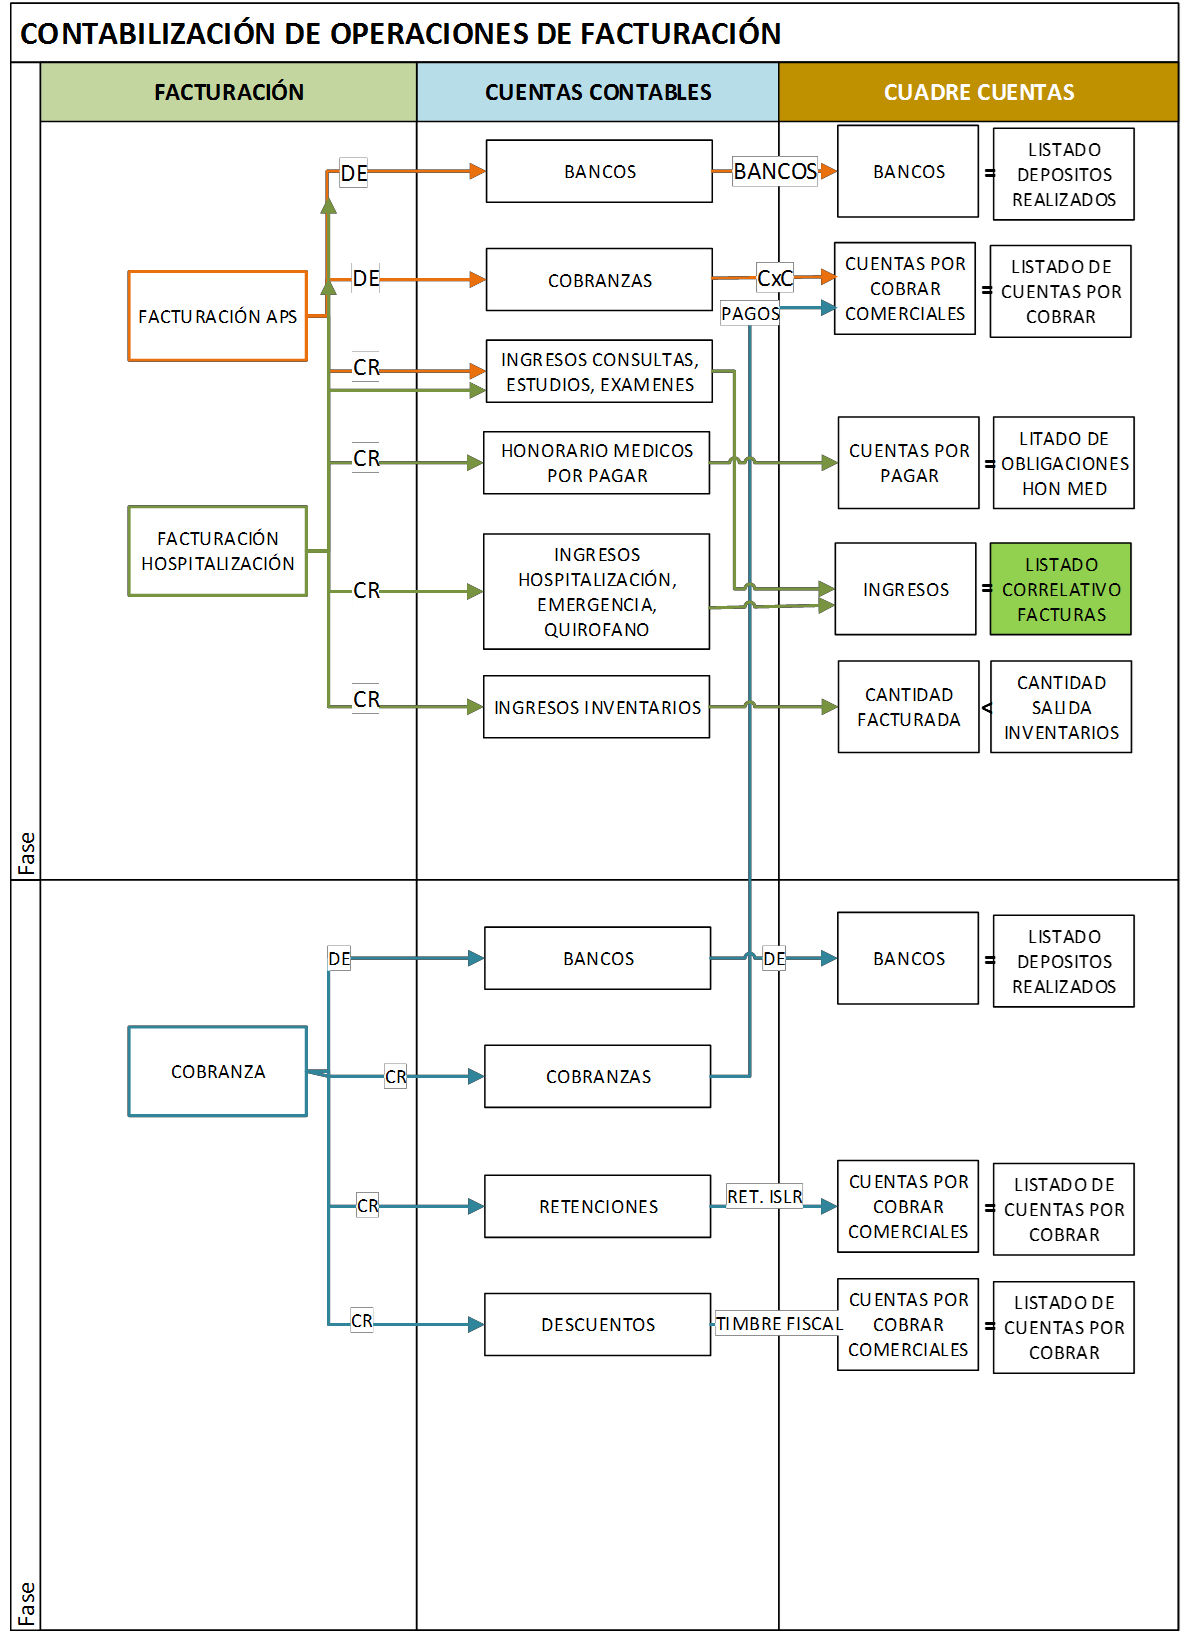 CONTABILIZACIÓN DE OPERACIONES DE FACTURACIÓN
FACTURACIÓN
CUENTAS CONTABLES
CUADRE CUENTAS
Fase
FACTURACIÓN APS
FACTURACIÓN
HOSPITALIZACIÓN
DE
BANCOS
BANCOS
BANCOS
=
LISTADO
DEPOSITOS
REALIZADOS
DE
COBRANZAS
CxC
PAGOS
CUENTAS POR
COBRAR
COMERCIALES
=
LISTADO DE
CUENTAS POR
COBRAR
CR
INGRESOS CONSULTAS,
ESTUDIOS, EXAMENES
CR
HONORARIO MEDICOS
POR PAGAR
CUENTAS POR
PAGAR
=
LITADO DE
OBLIGACIONES
HON MED
CR
INGRESOS
HOSPITALIZACIÓN,
EMERGENCIA,
QUIROFANO
INGRESOS
=
LISTADO
CORRELATIVO
FACTURAS
CR
INGRESOS INVENTARIOS
CANTIDAD
FACTURADA
<
CANTIDAD
SALIDA
INVENTARIOS
Fase
COBRANZA
DE
BANCOS
DE
BANCOS
=
LISTADO
DEPOSITOS
REALIZADOS
CR
COBRANZAS
CR
RETENCIONES
RET. ISLR
CUENTAS POR
COBRAR
COMERCIALES
=
LISTADO DE
CUENTAS POR
COBRAR
CR
DESCUENTOS
TIMBRE FISCAL
CUENTAS POR
COBRAR
COMERCIALES
=
LISTADO DE
CUENTAS POR
COBRAR